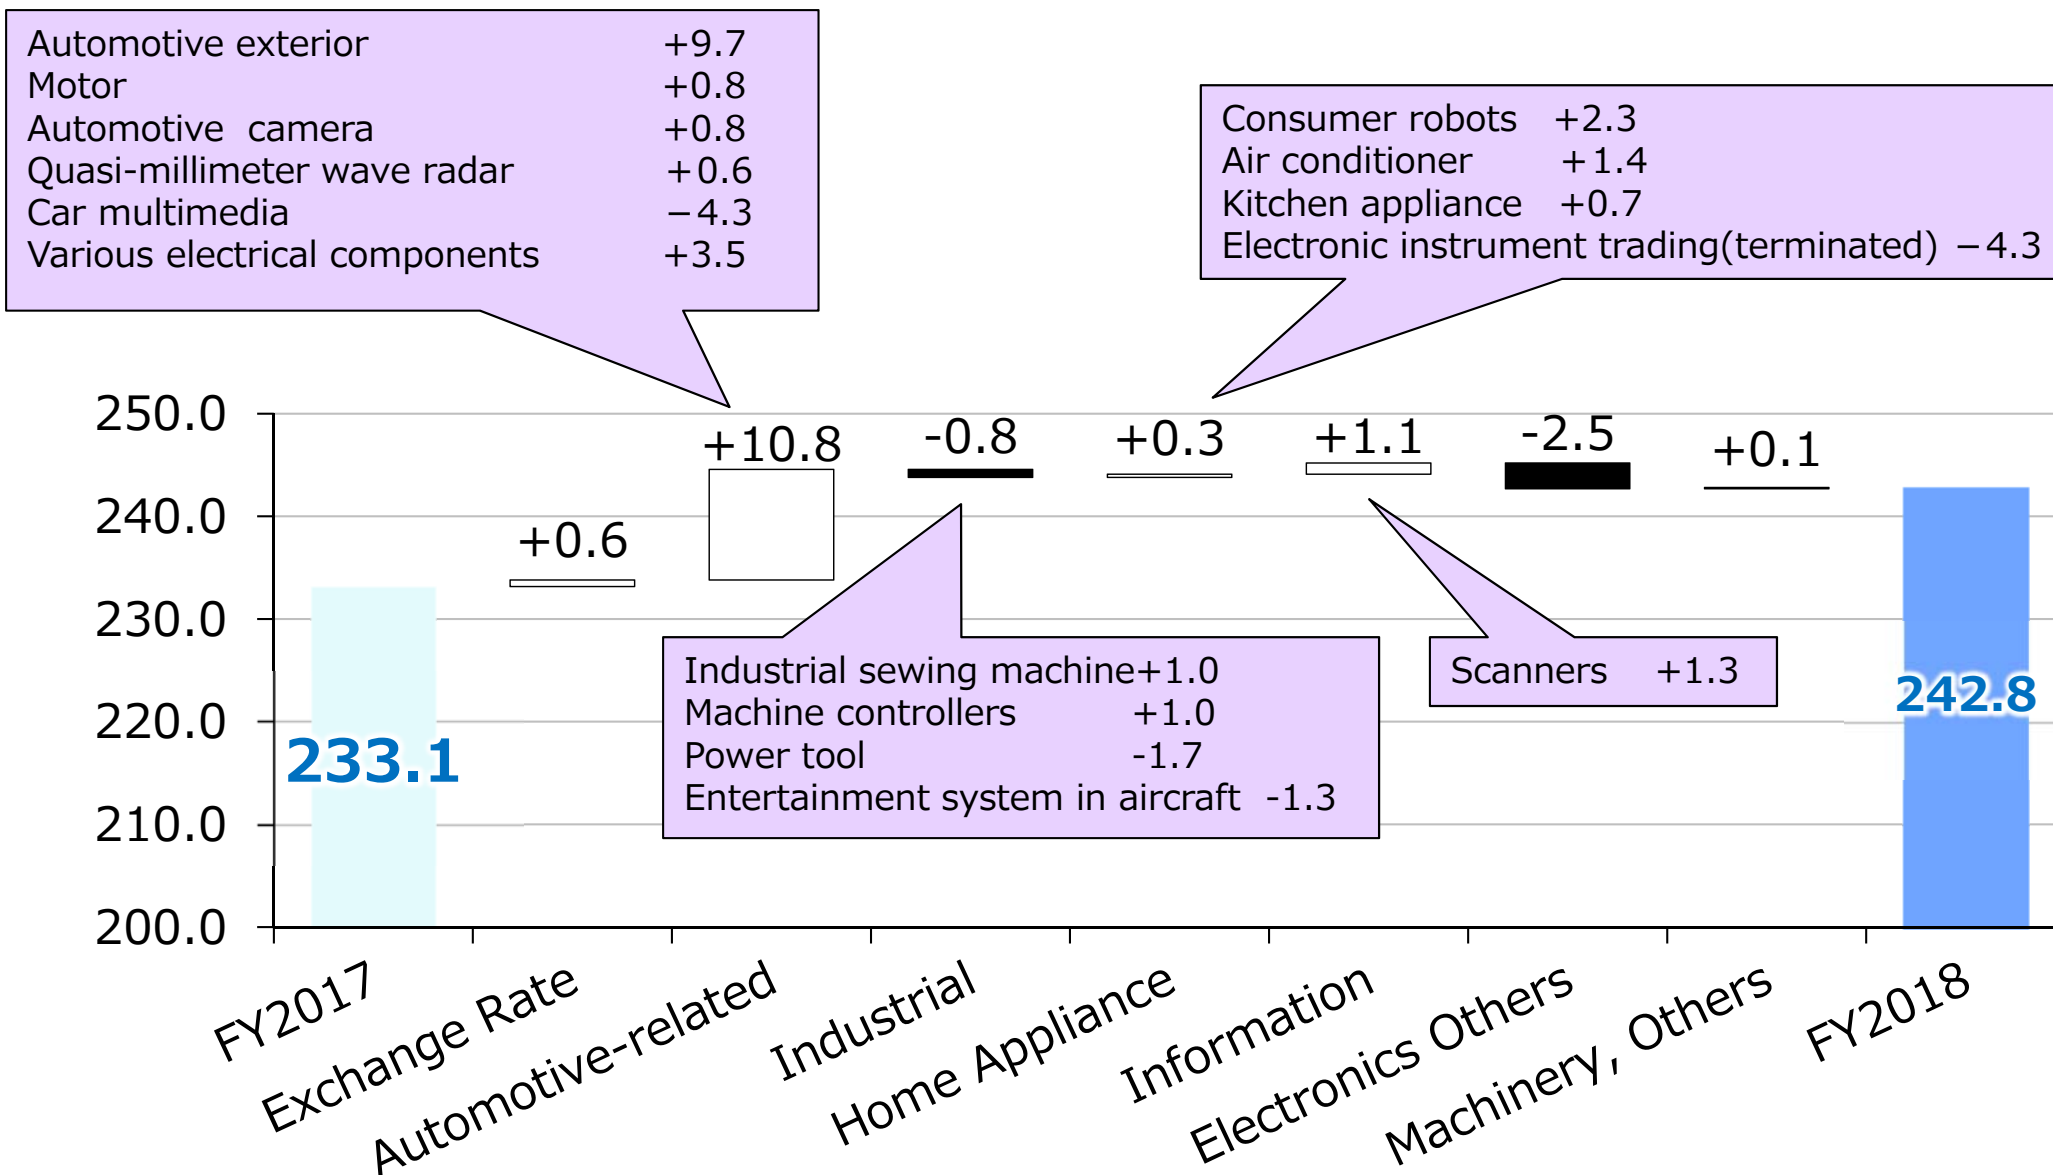 Automotive exterior +9.7
Motor +0.8
Automotive camera +0.8
Quasi-millimeter wave radar +0.6
Car multimedia −4.3
Various electrical components +3.5
Consumer robots +2.3
Air conditioner +1.4
Kitchen appliance +0.7
Electronic instrument trading(terminated) −4.3
250.0
240.0
230.0
220.0
210.0
200.0
+0.6
+10.8
-0.8
+0.3
+1.1
-2.5
+0.1
233.1
242.8
Industrial sewing machine+1.0
Machine controllers +1.0
Power tool -1.7
Entertainment system in aircraft -1.3
Scanners +1.3
FY2017
Exchange Rate
Automotive-related
Industrial
Home Appliance
Information
Electronics Others
Machinery, Others
FY2018